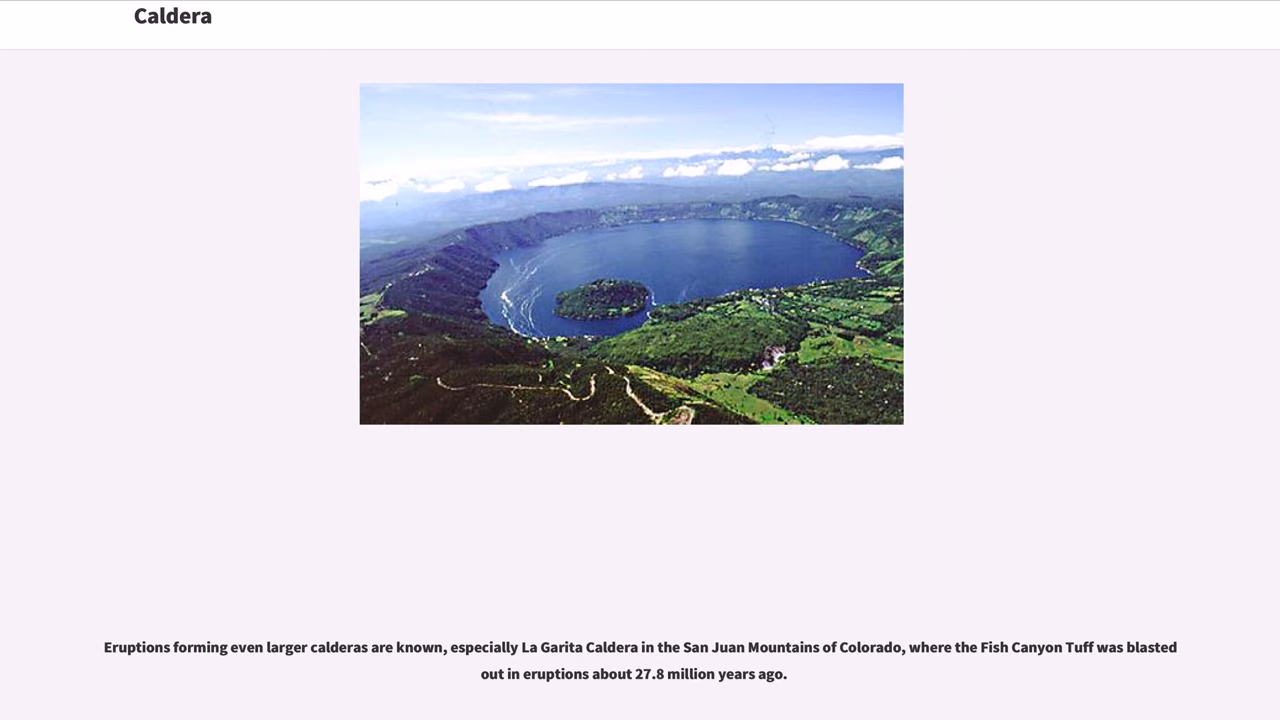 Caldera
Eruptions forming even larger calderas are known, especially La Garita Caldera in the San Juan Mountains of Colorado, where the Fish Canyon Tuff was blasted
out in eruptions about 27.8 million years ago.